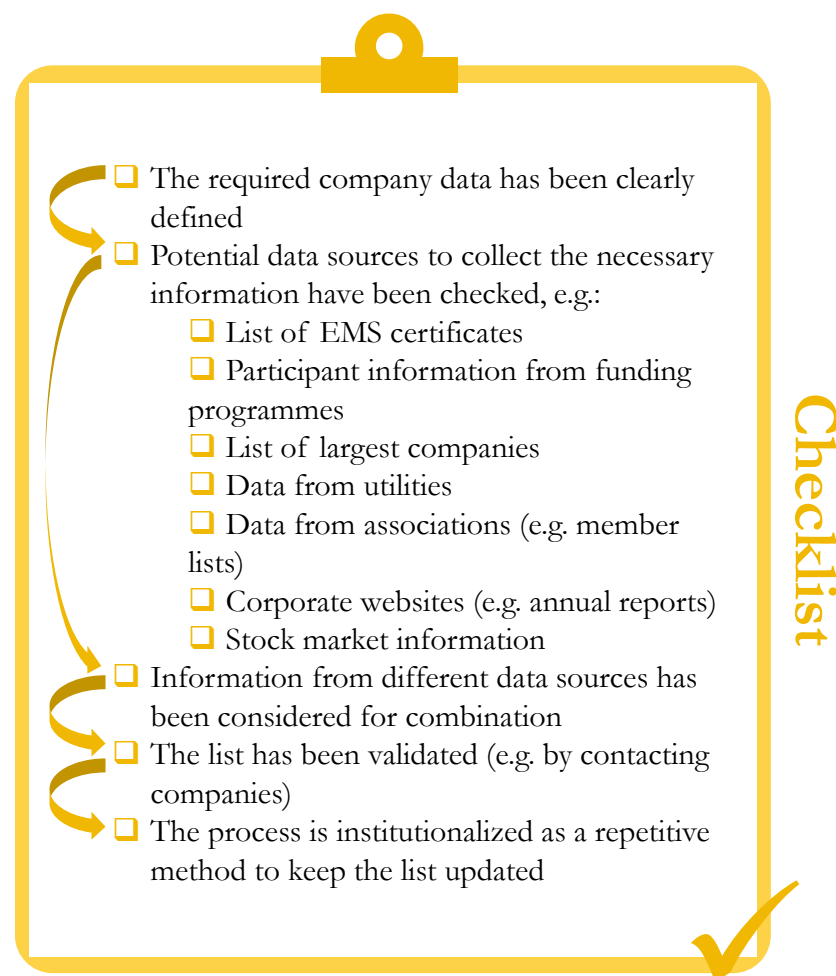 The required company data has been clearly
defined
Potential data sources to collect the necessary
information have been checked, e.g.:
List of EMS certificates
Participant information from funding
programmes
List of largest companies
Data from utilities
Data from associations (e.g. member
lists)
Corporate websites (e.g. annual reports)
Stock market information
Information from different data sources has
been considered for combination
The list has been validated (e.g. by contacting
companies)
The process is institutionalized as a repetitive
method to keep the list updated
Checklist